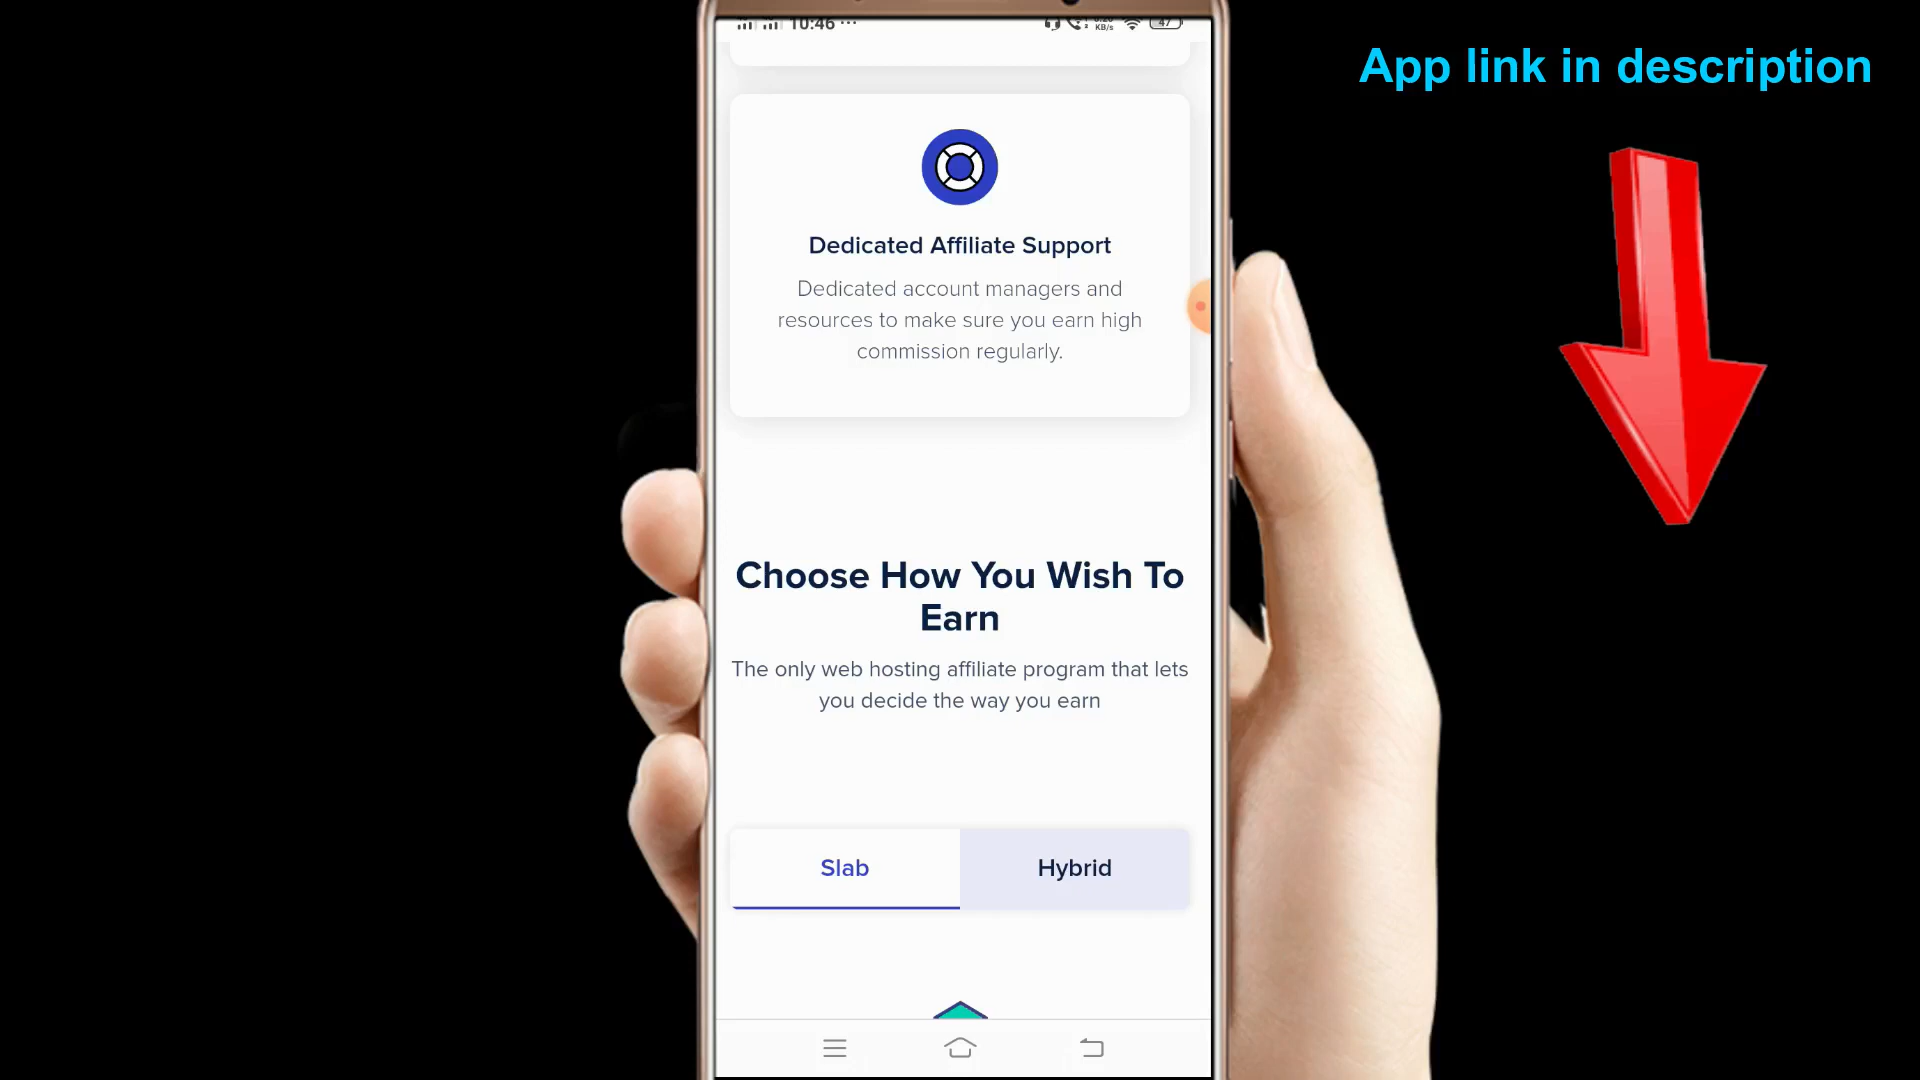 10:46 ...
KB/s
47
App link in description
Dedicated Affiliate Support
Dedicated account managers and
resources to make sure you earn high
commission regularly.
Choose How You Wish To
Earn
The only web hosting affiliate program that lets
you decide the way you earn
Slab
Hybrid